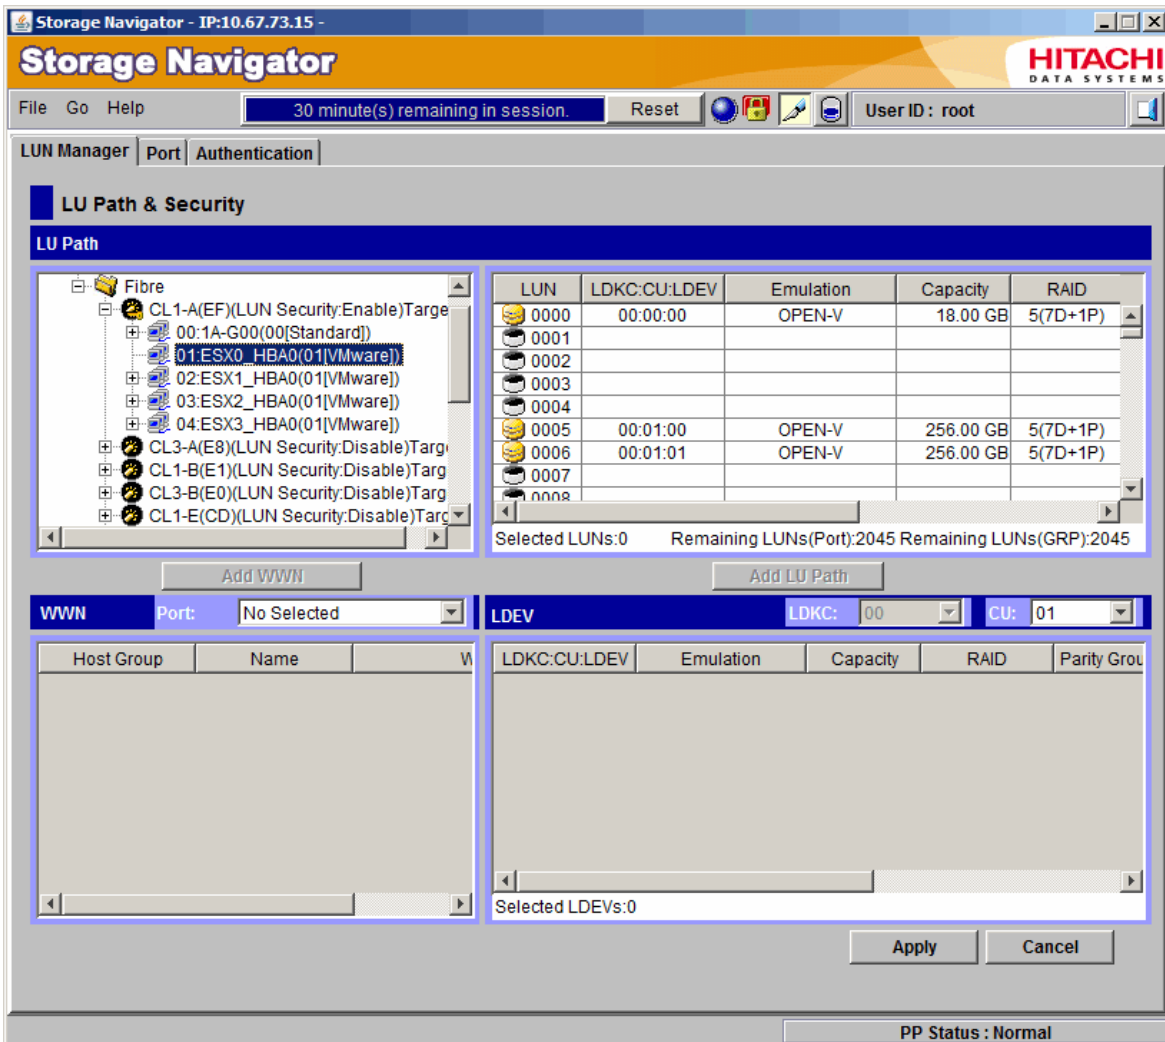 Storage Navigator - IP:10.67.73.15 -
Storage Navigator
HITACHI
DATA SYSTEMS
File Go Help
30 minute(s) remaining in session.
Reset
User ID : root
LUN Manager Port Authentication
LU Path & Security
LU Path
Fibre
CL1-A(EF)(LUN Security:Enable)Targe
00:1A-G00(00[Standard])
01:ESX0_HBA0(01[VMware])
02:ESX1_HBA0(01[VMware])
03:ESX2_HBA0(01[VMware])
04:ESX3_HBA0(01[VMware])
CL3-A(E8)(LUN Security:Disable)Targ
CL1-B(E1)(LUN Security:Disable)Targ
CL3-B(E0)(LUN Security:Disable)Targ
CL1-E(CD)(LUN Security:Disable)Targ
LUN LDKC:CU:LDEV Emulation Capacity RAID
0000 00:00:00 OPEN-V 18.00 GB 5(7D+1P)
0001
0002
0003
0004
0005 00:01:00 OPEN-V 256.00 GB 5(7D+1P)
0006 00:01:01 OPEN-V 256.00 GB 5(7D+1P)
0007
0008
Selected LUNs:0 Remaining LUNs(Port):2045 Remaining LUNs(GRP):2045
Add WWN
Add LU Path
WWN Port: No Selected
LDEV LDKC: 00 CU: 01
Host Group Name W
LDKC:CU:LDEV Emulation Capacity RAID Parity Grou
Selected LDEVs:0
Apply Cancel
PP Status : Normal